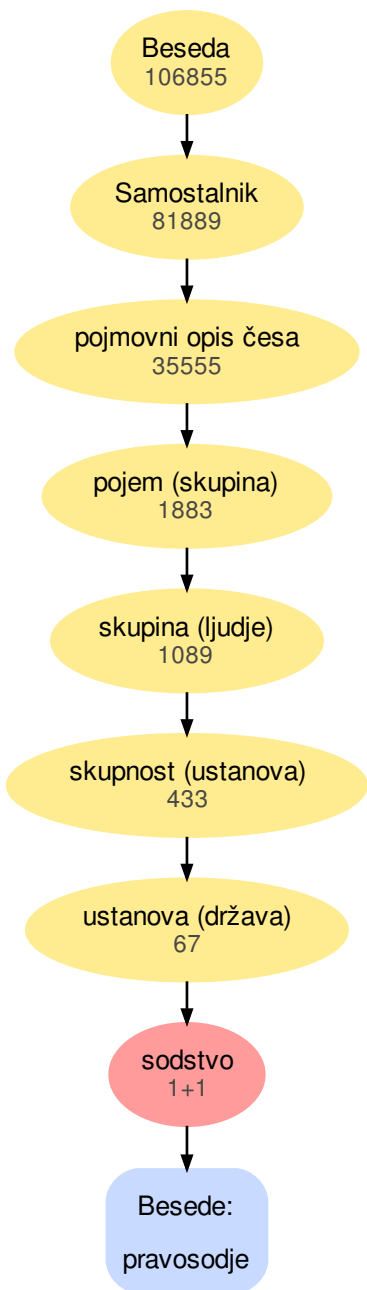 Beseda
106855
Samostalnik
81889
pojmovni opis česa
35555
pojem (skupina)
1883
skupina (ljudje)
1089
skupnost (ustanova)
433
ustanova (država)
67
sodstvo
1+1
Besede:
pravosodje